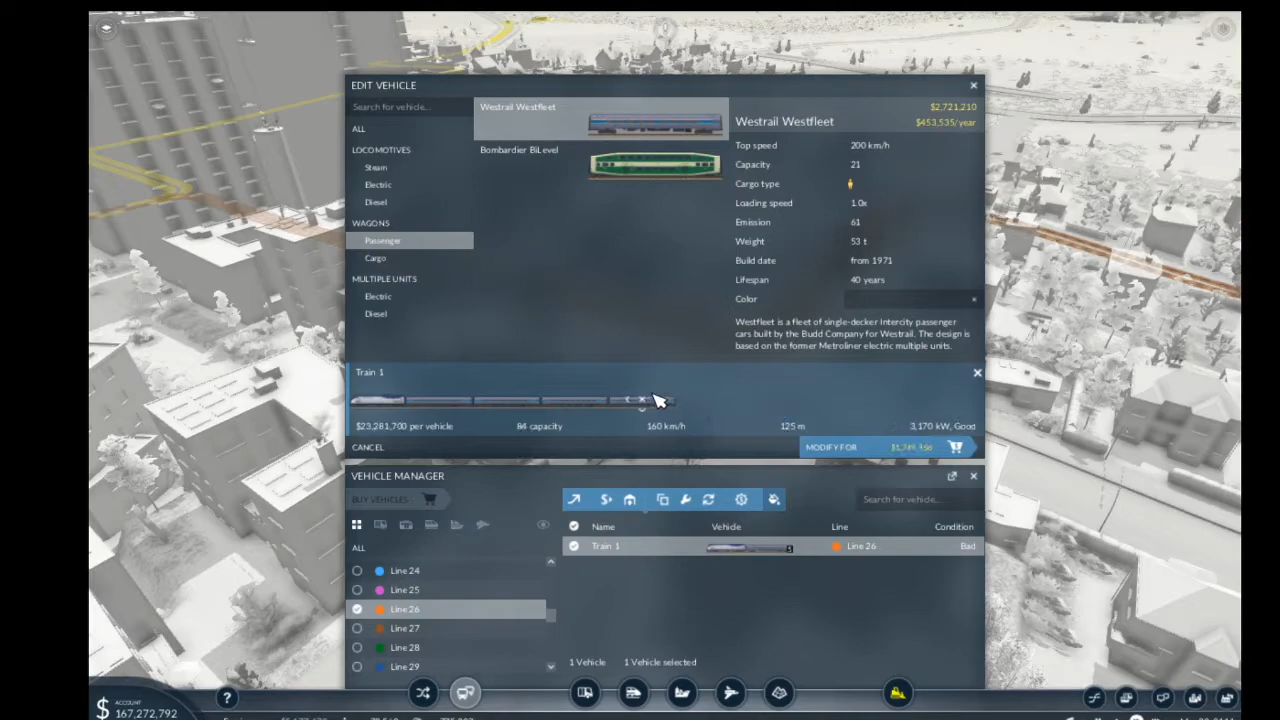 EDIT VEHICLE
Search for vehicle...
ALL
LOCOMOTIVES
Steam
Electric
Diesel
WAGONS
Passenger
Cargo
MULTIPLE UNITS
Electric
Diesel
Westrail Westfleet
Bombardier BiLevel
$2,721,210
Westrail Westfleet
$453,535/year
Top speed 200 km/h
Capacity 21
Cargo type
Loading speed 1.0x
Emission 61
Weight 53 t
Build date from 1971
Lifespan 40 years
Color
Westfleet is a fleet of single-decker Intercity passenger
cars built by the Budd Company for Westrail. The design is
based on the former Metroliner electric multiple units.
Train 1
$23,281,700 per vehicle 84 capacity 160 km/h 125 m 3,170 kW, Good
CANCEL
MODIFY FOR
VEHICLE MANAGER
BUY VEHICLES
Search for vehicle...
ALL
Line 24
Line 25
Line 26
Line 27
Line 28
Line 29
Name Vehicle Line Condition
Train 1 Line 26 Bad
1 Vehicle 1 Vehicle selected
?
$ ACCOUNT
167,272,792